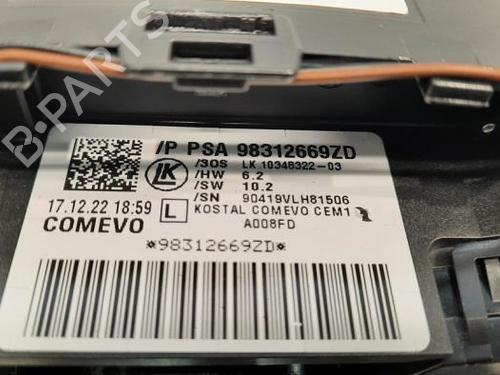 /P PSA 98312669ZD
/SOS LK 10348322-03
/HW 6.2
/SW 10.2
/SN 90419VLH81506
LK
17.12.22 18:59 L KOSTAL COMEVO CEM1
COMEVO A008FD
*98312669ZD*
B-PARTS